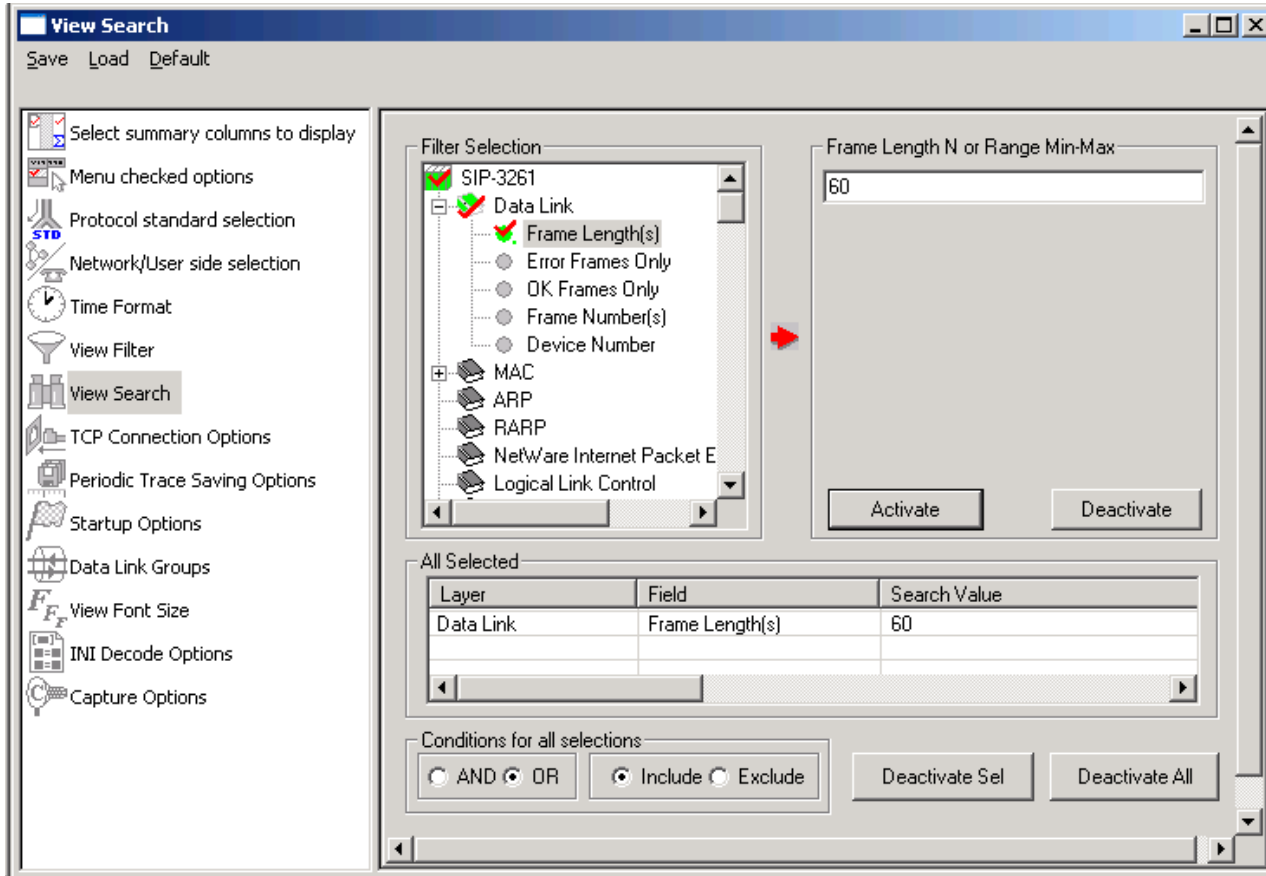 View Search
Save Load Default
Select summary columns to display
Menu checked options
STD
Protocol standard selection
Network/User side selection
Time Format
View Filter
View Search
TCP Connection Options
Periodic Trace Saving Options
Startup Options
Data Link Groups
View Font Size
INI Decode Options
Capture Options
Filter Selection
SIP-3261
Data Link
Frame Length(s)
Error Frames Only
OK Frames Only
Frame Number(s)
Device Number
MAC
ARP
RARP
NetWare Internet Packet E
Logical Link Control
Frame Length N or Range Min-Max
60
Activate Deactivate
All Selected
Layer Field Search Value
Data Link Frame Length(s) 60
Conditions for all selections
AND OR Include Exclude Deactivate Sel Deactivate All